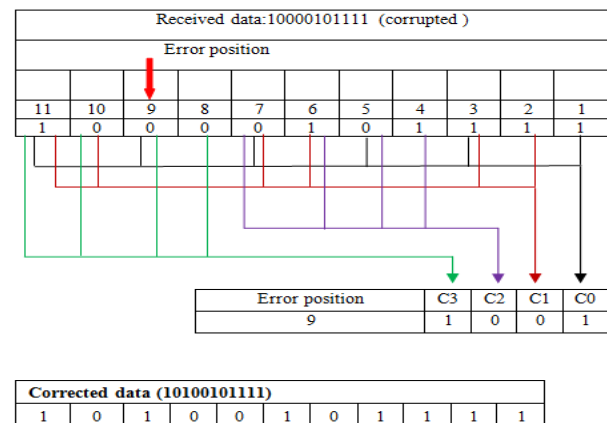 Received data:10000101111 (corrupted )
Error position
11 10 9 8 7 6 5 4 3 2 1
1 0 0 0 0 1 0 1 1 1 1
Error position C3 C2 C1 C0
9 1 0 0 1
Corrected data (10100101111)
1 0 1 0 0 1 0 1 1 1 1